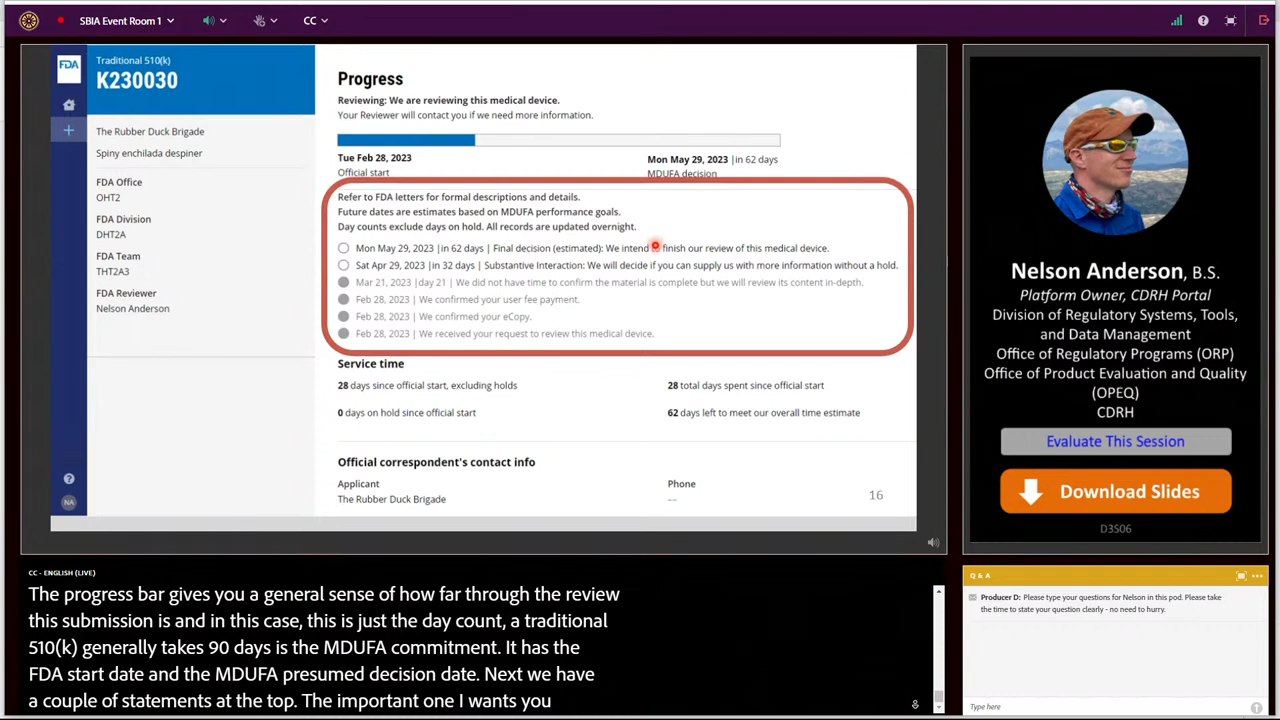 SBIA Event Room 1
CC
FDA
Traditional 510(k)
K230030
The Rubber Duck Brigade
Spiny enchilada despiner
FDA Office
OHT2
FDA Division
DHT2A
FDA Team
THT2A3
FDA Reviewer
Nelson Anderson
NA
Progress
Reviewing: We are reviewing this medical device.
Your Reviewer will contact you if we need more information.
Tue Feb 28, 2023
Official start
Mon May 29, 2023 |in 62 days
MDUFA decision
Refer to FDA letters for formal descriptions and details.
Future dates are estimates based on MDUFA performance goals.
Day counts exclude days on hold. All records are updated overnight.
Mon May 29, 2023 |in 62 days | Final decision (estimated): We intend to finish our review of this medical device.
Sat Apr 29, 2023 |in 32 days | Substantive Interaction: We will decide if you can supply us with more information without a hold.
Mar 21, 2023 |day 21 | We did not have time to confirm the material is complete but we will review its content in-depth.
Feb 28, 2023 | We confirmed your user fee payment.
Feb 28, 2023 | We confirmed your eCopy.
Feb 28, 2023 | We received your request to review this medical device.
Service time
28 days since official start, excluding holds
28 total days spent since official start
0 days on hold since official start
62 days left to meet our overall time estimate
Official correspondent's contact info
Applicant
The Rubber Duck Brigade
Phone
--
16
Nelson Anderson, B.S.
Platform Owner, CDRH Portal
Division of Regulatory Systems, Tools,
and Data Management
Office of Regulatory Programs (ORP)
Office of Product Evaluation and Quality
(OPEQ)
CDRH
Evaluate This Session
Download Slides
D3S06
CC - ENGLISH (LIVE)
The progress bar gives you a general sense of how far through the review
this submission is and in this case, this is just the day count, a traditional
510(k) generally takes 90 days is the MDUFA commitment. It has the
FDA start date and the MDUFA presumed decision date. Next we have
a couple of statements at the top. The important one I wants you
Q & A
Producer D: Please type your questions for Nelson in this pod. Please take
the time to state your question clearly - no need to hurry.
Type here